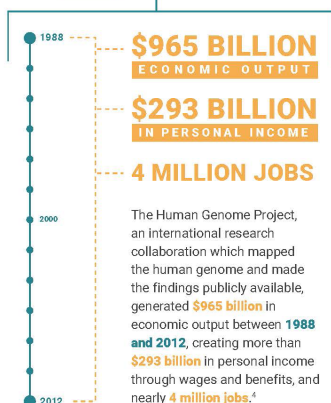 1988
$965 BILLION
ECONOMIC OUTPUT
$293 BILLION
IN PERSONAL INCOME
4 MILLION JOBS
2000
The Human Genome Project,
an international research
collaboration which mapped
the human genome and made
the findings publicly available,
generated $965 billion in
economic output between 1988
and 2012, creating more than
$293 billion in personal income
through wages and benefits, and
nearly 4 million jobs.⁴
2012